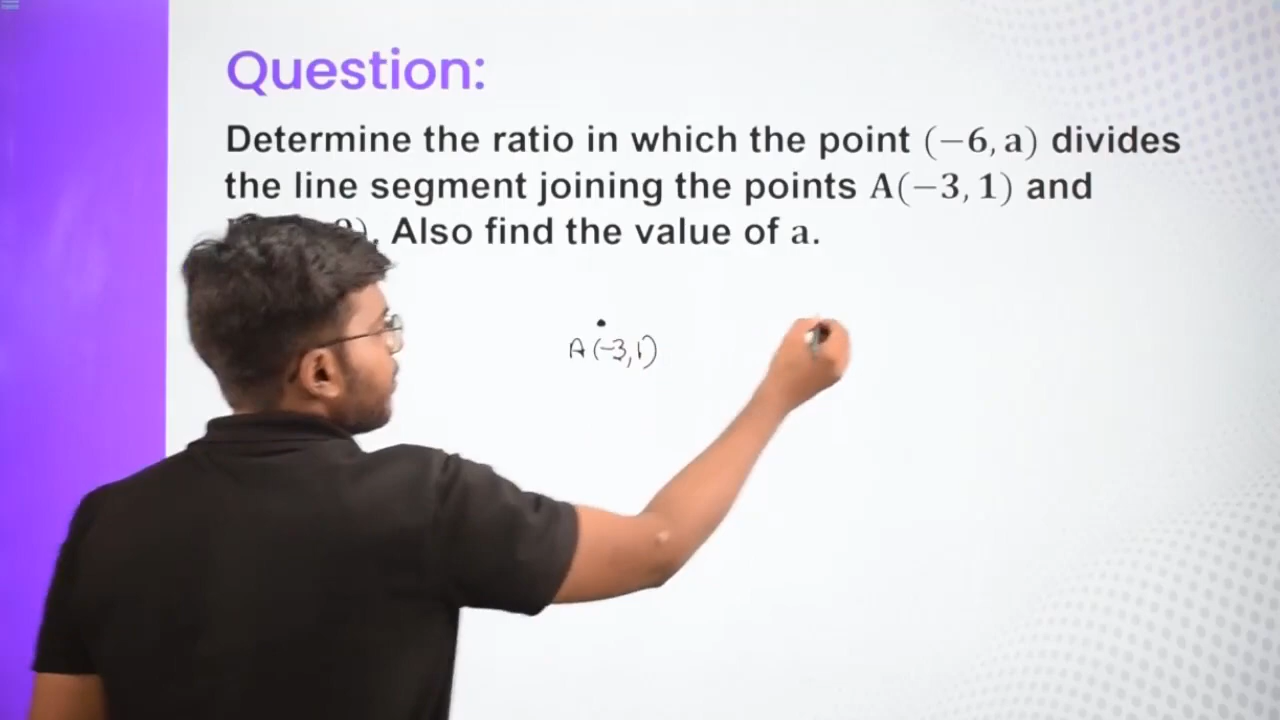 Question:
Determine the ratio in which the point (−6, a) divides
the line segment joining the points A(−3, 1) and
. Also find the value of a.
A (−3, 1)